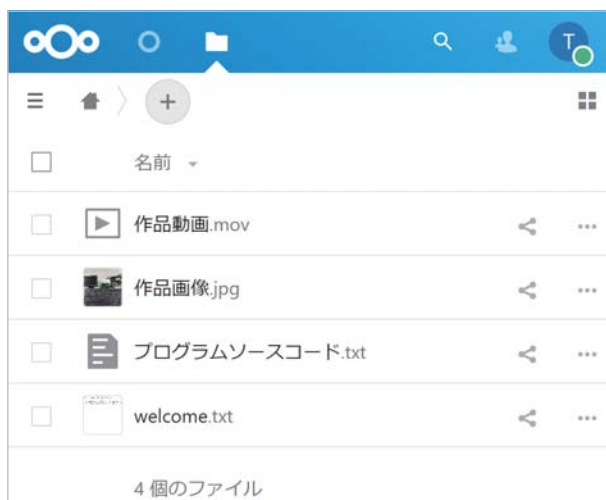 T
名前
作品動画.mov
作品画像.jpg
プログラムソースコード.txt
welcome.txt
4 個のファイル